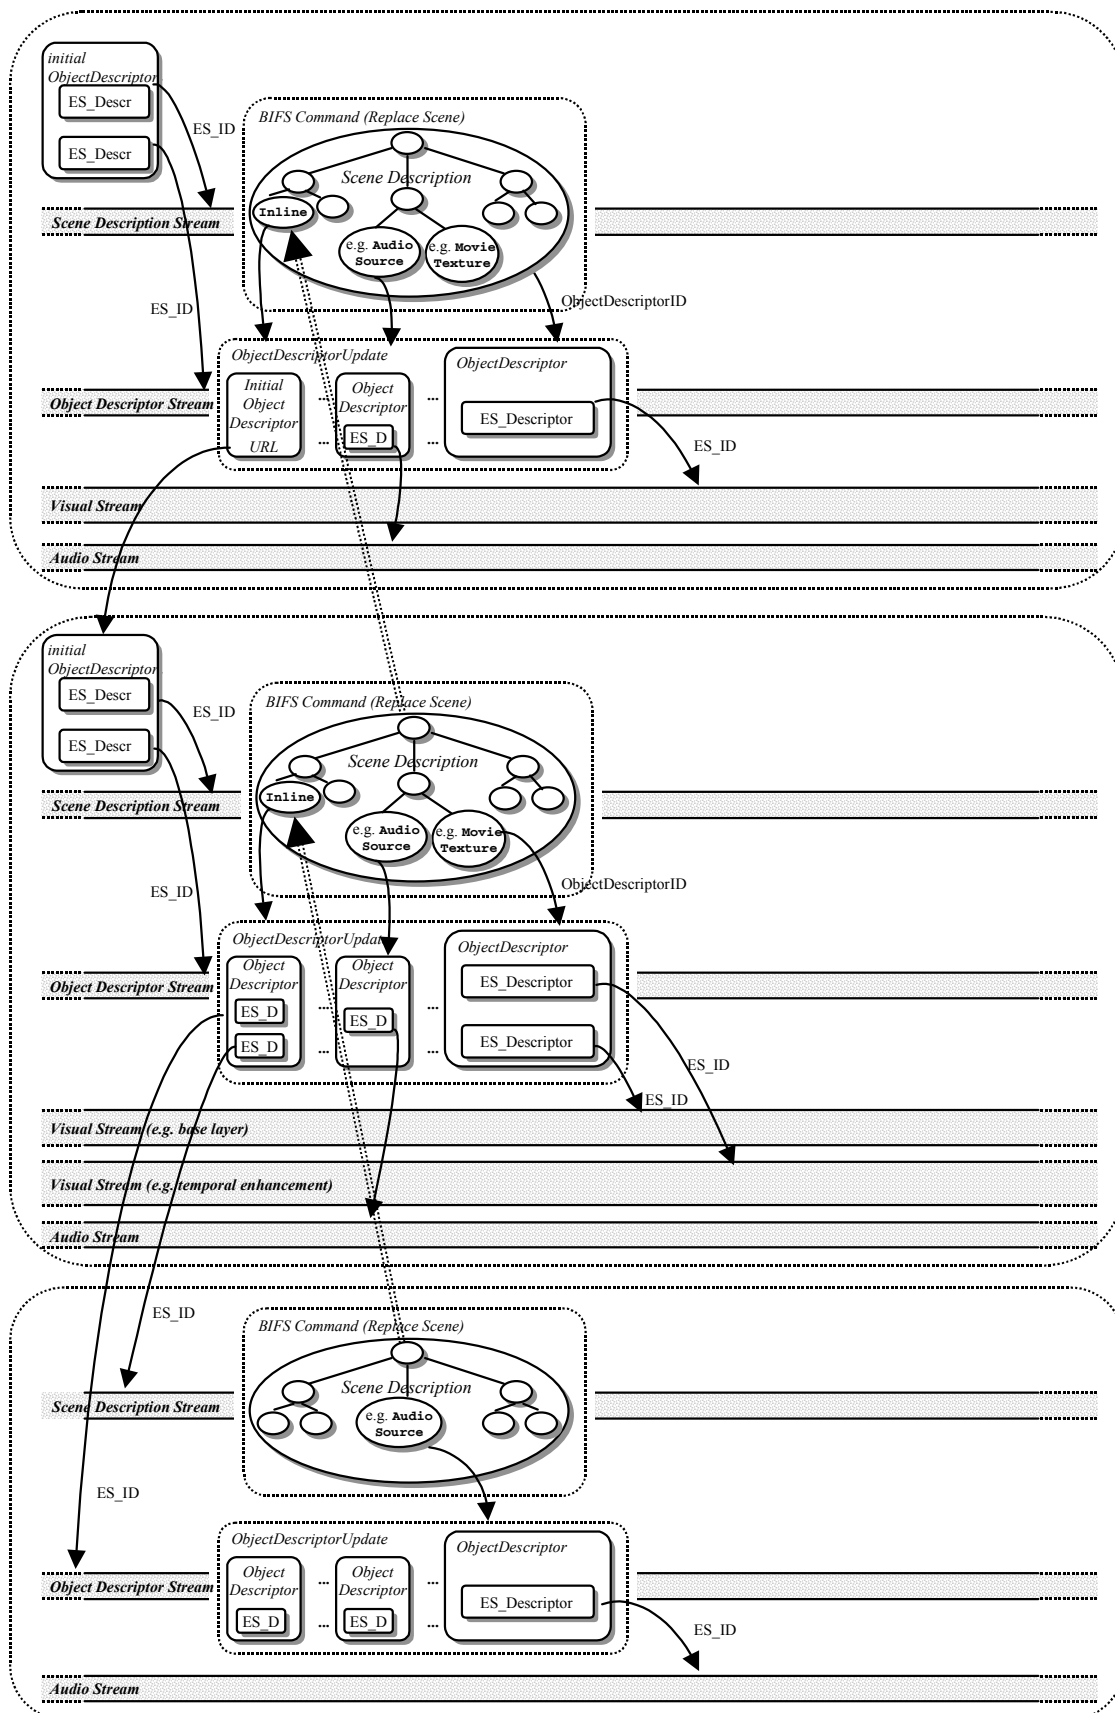 initial
ObjectDescriptor
ES_Descr
ES_Descr
ES_ID
BIFS Command (Replace Scene)
Scene Description
Inline
e.g. Audio
Source
e.g. Movie
Texture
Scene Description Stream
ES_ID
ObjectDescriptorID
ObjectDescriptorUpdate
Initial
Object
Descriptor
URL
...
...
Object
Descriptor
ES_D
...
...
ObjectDescriptor
ES_Descriptor
Object Descriptor Stream
ES_ID
Visual Stream
Audio Stream
initial
ObjectDescriptor
ES_Descr
ES_Descr
ES_ID
BIFS Command (Replace Scene)
Scene Description
Inline
e.g. Audio
Source
e.g. Movie
Texture
Scene Description Stream
ES_ID
ObjectDescriptorID
ObjectDescriptorUpdate
Object
Descriptor
ES_D
ES_D
...
...
Object
Descriptor
ES_D
...
...
ObjectDescriptor
ES_Descriptor
ES_Descriptor
Object Descriptor Stream
ES_ID
ES_ID
Visual Stream (e.g. base layer)
Visual Stream (e.g. temporal enhancement)
Audio Stream
ES_ID
BIFS Command (Replace Scene)
Scene Description
e.g. Audio
Source
Scene Description Stream
ES_ID
ObjectDescriptorUpdate
Object
Descriptor
ES_D
...
...
Object
Descriptor
ES_D
...
...
ObjectDescriptor
ES_Descriptor
Object Descriptor Stream
ES_ID
Audio Stream